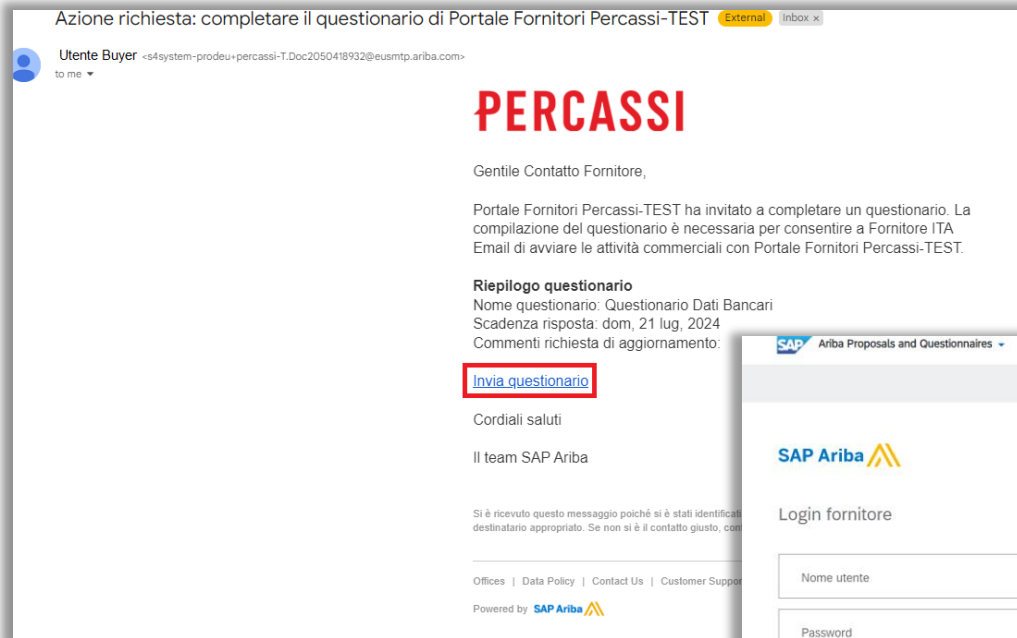 Azione richiesta: completare il questionario di Portale Fornitori Percassi-TEST External Inbox ×
Utente Buyer <s4system-prodeu+percassi-T.Doc2050418932@eusmtp.ariba.com>
to me
PERCASSI
Gentile Contatto Fornitore,
Portale Fornitori Percassi-TEST ha invitato a completare un questionario. La
compilazione del questionario è necessaria per consentire a Fornitore ITA
Email di avviare le attività commerciali con Portale Fornitori Percassi-TEST.
Riepilogo questionario
Nome questionario: Questionario Dati Bancari
Scadenza risposta: dom, 21 lug, 2024
Commenti richiesta di aggiornamento:
Invia questionario
Cordiali saluti
Il team SAP Ariba
Si è ricevuto questo messaggio poiché si è stati identificati
destinatario appropriato. Se non si è il contatto giusto,
Offices | Data Policy | Contact Us | Customer
Powered by SAP Ariba
SAP Ariba Proposals and Questionnaires
SAP Ariba
Login fornitore
Nome utente
Password